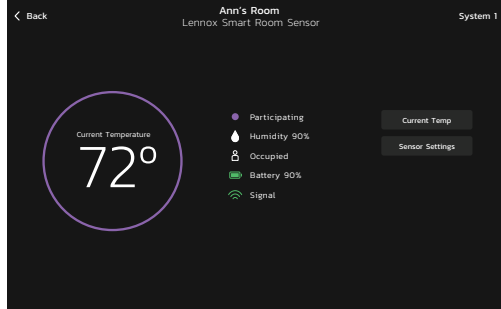 Back
Ann's Room
Lennox Smart Room Sensor
System 1
Current Temperature
72°
Participating
Humidity 90%
Occupied
Battery 90%
Signal
Current Temp
Sensor Settings